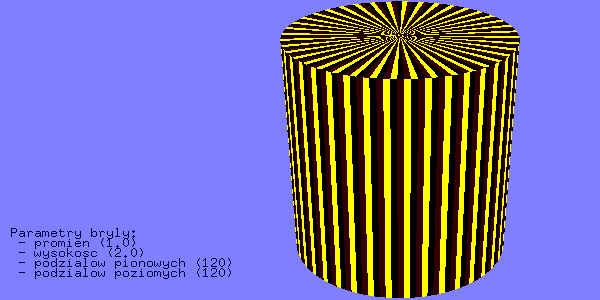 Parametry bryly:
- promien (1.0)
- wysokosc (2.0)
- podzialow pionowych (120)
- podzialow poziomych (120)